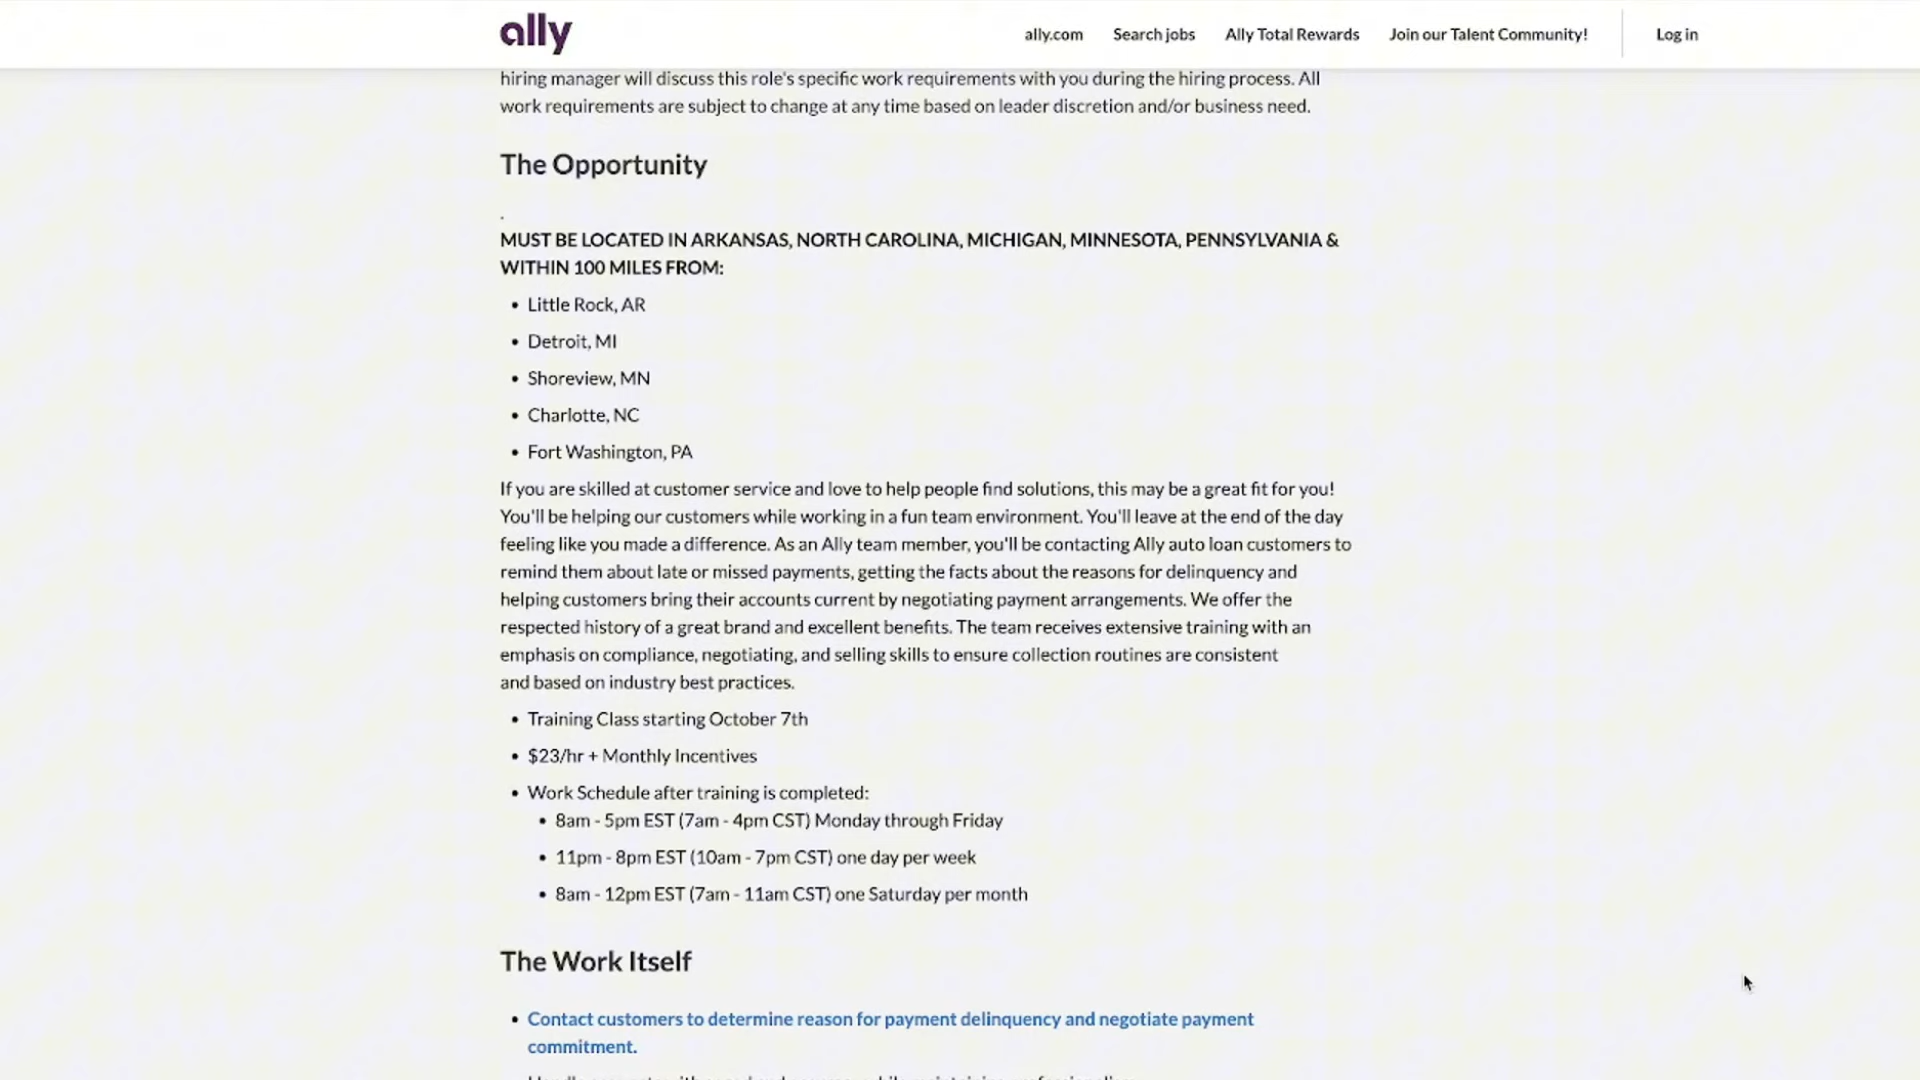 ally
ally.com Search jobs Ally Total Rewards Join our Talent Community! Log in
hiring manager will discuss this role's specific work requirements with you during the hiring process. All
work requirements are subject to change at any time based on leader discretion and/or business need.
The Opportunity
.
MUST BE LOCATED IN ARKANSAS, NORTH CAROLINA, MICHIGAN, MINNESOTA, PENNSYLVANIA &
WITHIN 100 MILES FROM:
• Little Rock, AR
• Detroit, MI
• Shoreview, MN
• Charlotte, NC
• Fort Washington, PA
If you are skilled at customer service and love to help people find solutions, this may be a great fit for you!
You'll be helping our customers while working in a fun team environment. You'll leave at the end of the day
feeling like you made a difference. As an Ally team member, you'll be contacting Ally auto loan customers to
remind them about late or missed payments, getting the facts about the reasons for delinquency and
helping customers bring their accounts current by negotiating payment arrangements. We offer the
respected history of a great brand and excellent benefits. The team receives extensive training with an
emphasis on compliance, negotiating, and selling skills to ensure collection routines are consistent
and based on industry best practices.
• Training Class starting October 7th
• $23/hr + Monthly Incentives
• Work Schedule after training is completed:
• 8am - 5pm EST (7am - 4pm CST) Monday through Friday
• 11pm - 8pm EST (10am - 7pm CST) one day per week
• 8am - 12pm EST (7am - 11am CST) one Saturday per month
The Work Itself
• Contact customers to determine reason for payment delinquency and negotiate payment
commitment.